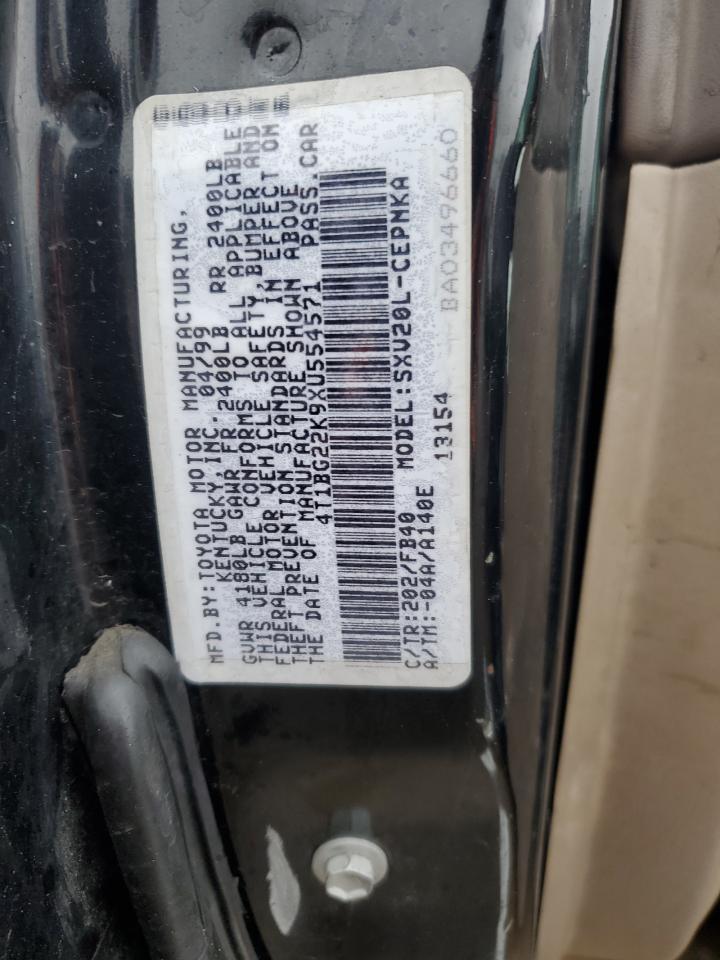 MFD. BY:TOYOTA MOTOR MANUFACTURING,
KENTUCKY,INC. 04/99
GVWR 4180LB GAWR FR 2400LB RR 2400LB
THIS VEHICLE CONFORMS TO ALL APPLICABLE
FEDERAL MOTOR VEHICLE SAFETY,BUMPER AND
THEFT PREVENTION STANDARDS IN EFFECT ON
THE DATE OF MANUFACTURE SHOWN ABOVE.
4T1BG22K9XU554571 PASS.CAR
C/TR:202/FB40 MODEL:SXV20L-CEPNKA
A/TM:-04A/A140E 13154
BA03496660